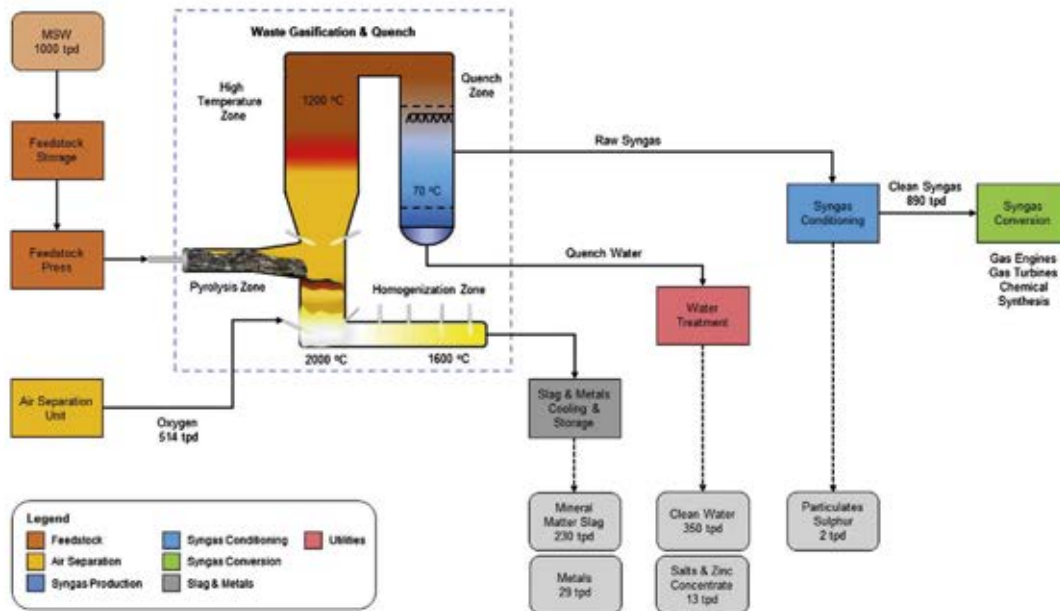 MSW
1000 tpd
Feedstock
Storage
Feedstock
Press
Air Separation
Unit
Oxygen
514 tpd
Waste Gasification & Quench
High
Temperature
Zone
1200 ºC
Quench
Zone
70 ºC
Pyrolysis Zone
Homogenization Zone
2000 ºC
1600 ºC
Raw Syngas
Quench Water
Syngas
Conditioning
Clean Syngas
890 tpd
Syngas
Conversion
Gas Engines
Gas Turbines
Chemical
Synthesis
Water
Treatment
Slag & Metals
Cooling &
Storage
Mineral
Matter Slag
230 tpd
Metals
29 tpd
Clean Water
350 tpd
Salts & Zinc
Concentrate
13 tpd
Particulates
Sulphur
2 tpd
Legend
Feedstock
Air Separation
Syngas Production
Syngas Conditioning
Syngas Conversion
Slag & Metals
Utilities